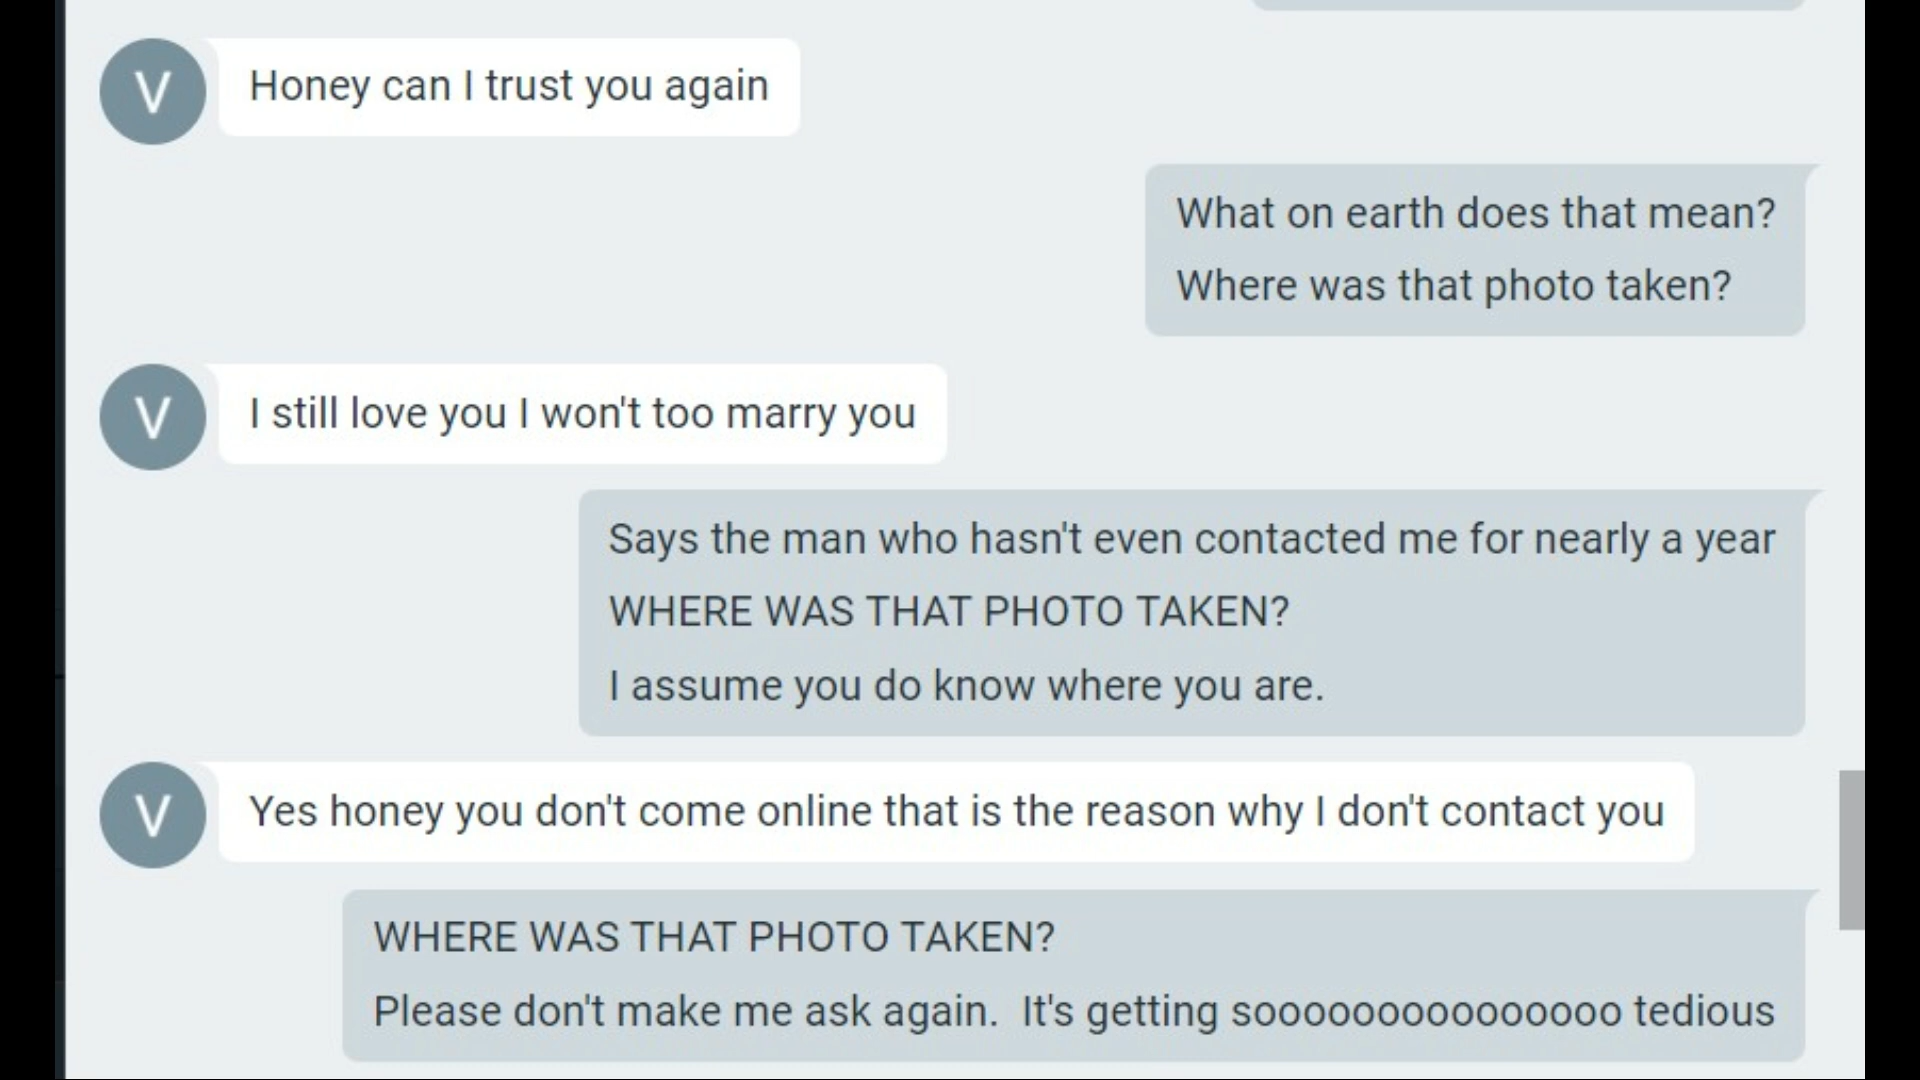 V
Honey can I trust you again
What on earth does that mean?
Where was that photo taken?
V
I still love you I won't too marry you
Says the man who hasn't even contacted me for nearly a year
WHERE WAS THAT PHOTO TAKEN?
I assume you do know where you are.
V
Yes honey you don't come online that is the reason why I don't contact you
WHERE WAS THAT PHOTO TAKEN?
Please don't make me ask again.  It's getting sooooooooooooooo tedious